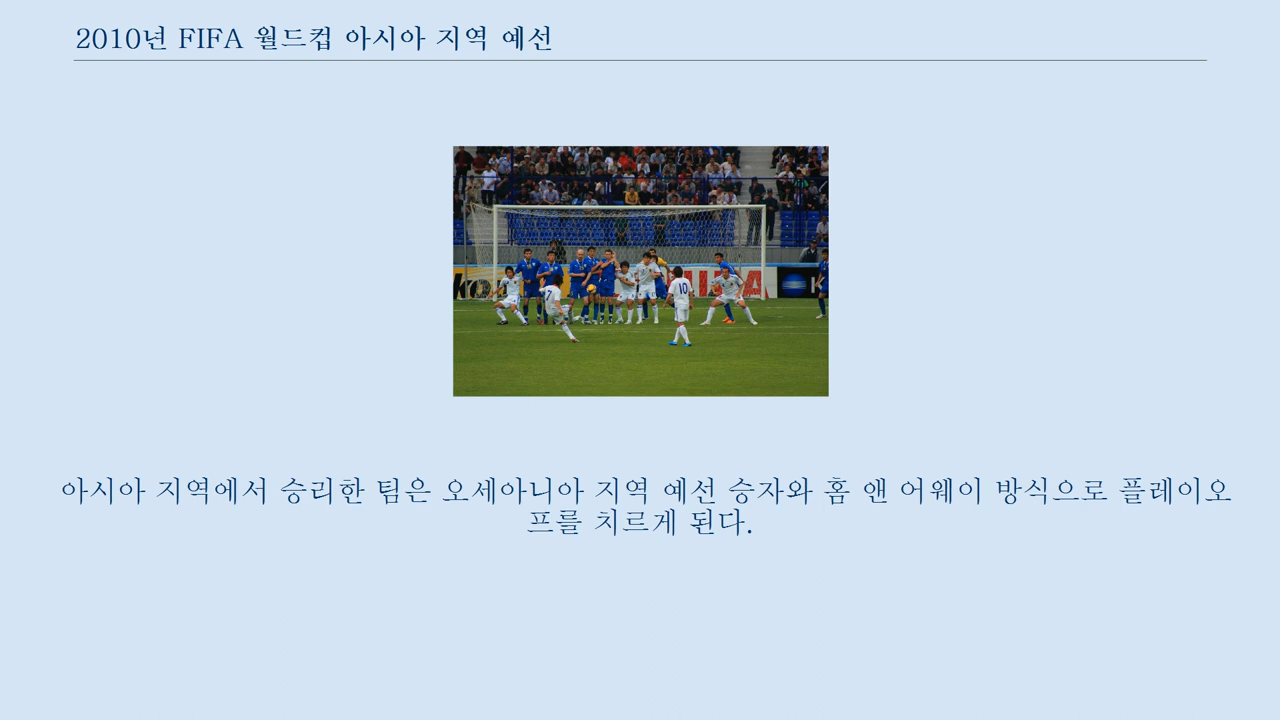 2010년 FIFA 월드컵 아시아 지역 예선
7
10
아시아 지역에서 승리한 팀은 오세아니아 지역 예선 승자와 홈 앤 어웨이 방식으로 플레이오
프를 치르게 된다.